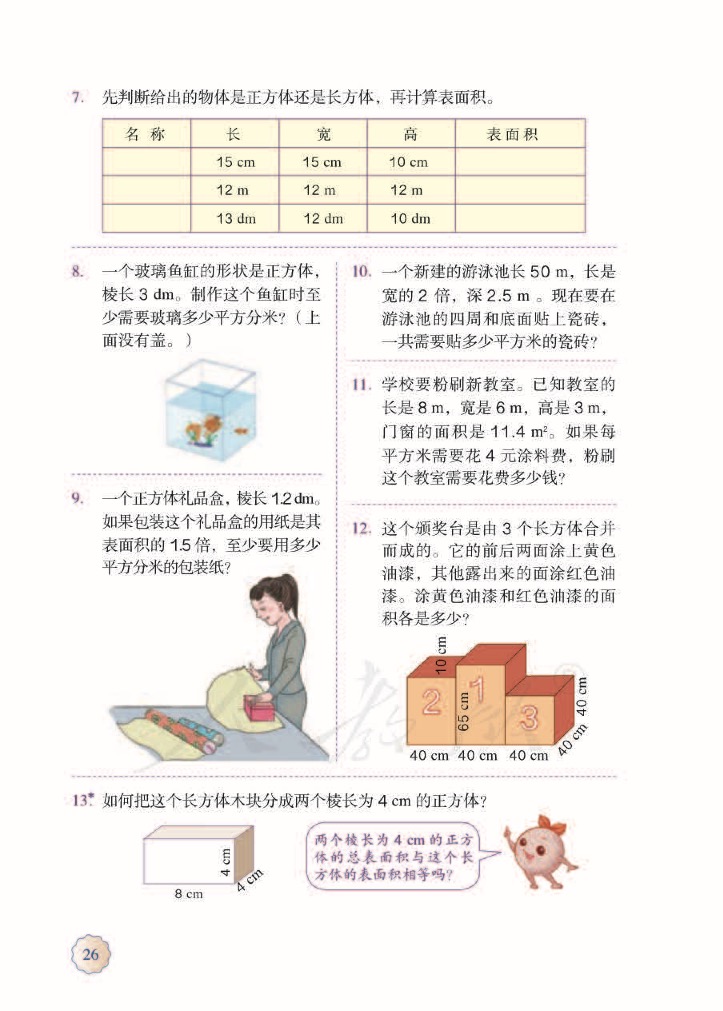 7. 先判断给出的物体是正方体还是长方体，再计算表面积。
名 称 长 宽 高 表 面 积
15 cm 15 cm 10 cm
12 m 12 m 12 m
13 dm 12 dm 10 dm
8. 一个玻璃鱼缸的形状是正方体，
棱长 3 dm。制作这个鱼缸时至
少需要玻璃多少平方分米？（上
面没有盖。）
9. 一个正方体礼品盒，棱长 1.2 dm。
如果包装这个礼品盒的用纸是其
表面积的 1.5 倍，至少要用多少
平方分米的包装纸？
10. 一个新建的游泳池长 50 m，长是
宽的 2 倍，深 2.5 m 。现在要在
游泳池的四周和底面贴上瓷砖，
一共需要贴多少平方米的瓷砖？
11. 学校要粉刷新教室。已知教室的
长是 8 m，宽是 6 m，高是 3 m，
门窗的面积是 11.4 m²。如果每
平方米需要花 4 元涂料费，粉刷
这个教室需要花费多少钱？
12. 这个颁奖台是由 3 个长方体合并
而成的。它的前后两面涂上黄色
油漆，其他露出来的面涂红色油
漆。涂黄色油漆和红色油漆的面
积各是多少？
10 cm
2 1 3
65 cm
40 cm
40 cm
40 cm 40 cm 40 cm
13* 如何把这个长方体木块分成两个棱长为 4 cm 的正方体？
4 cm
4 cm
8 cm
两个棱长为 4 cm 的正方
体的总表面积与这个长
方体的表面积相等吗？
26